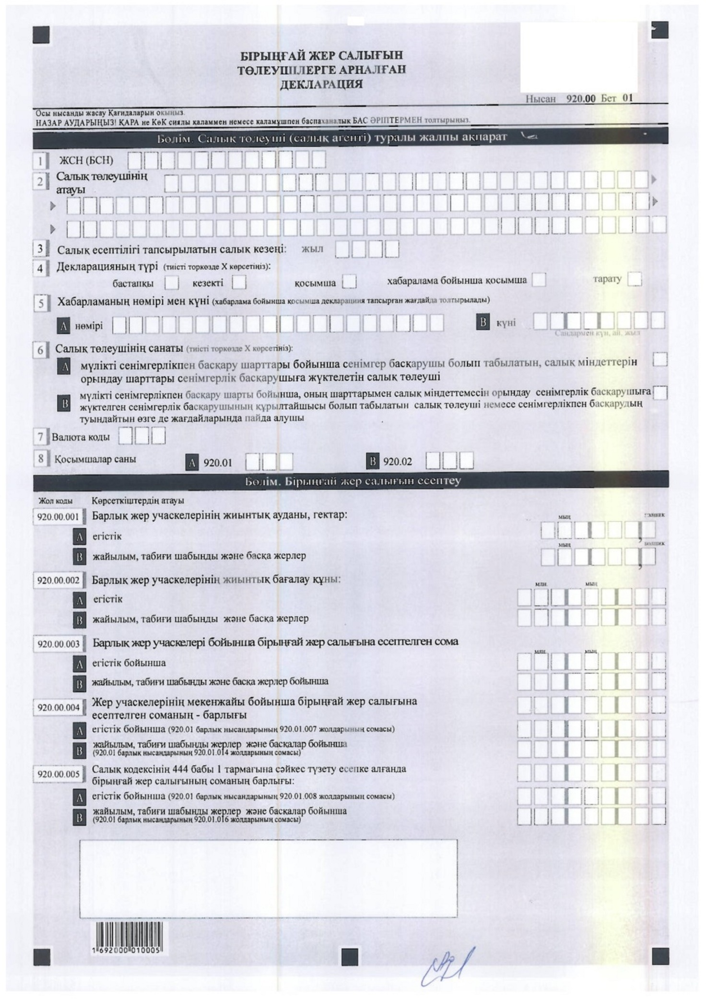 БІРЫҢҒАЙ ЖЕР САЛЫҒЫН
ТӨЛЕУШІЛЕРГЕ АРНАЛҒАН
ДЕКЛАРАЦИЯ
Нысан 920.00 Бет 01
Осы нысанды жасау Қағидаларын оқыңыз.
НАЗАР АУДАРЫҢЫЗ! ҚАРА не КөК сиялы қаламмен немесе қаламұшпен баспаханалық БАС ӘРІПТЕРМЕН толтырыңыз.
Бөлім. Салық төлеуші (салық агенті) туралы жалпы ақпарат
1 ЖСН (БСН)
2 Салық төлеушінің
атауы
3 Салық есептілігі тапсырылатын салық кезеңі: жыл
4 Декларацияның түрі (тиісті торкөзде Х көрсетіңіз):
бастапқы кезекті қосымша хабаралама бойынша қосымша тарату
5 Хабарламаның нөмірі мен күні (хабарлама бойынша қосымша декларациия тапсырған жағдайда толтырылады)
A нөмірі B күні
Сандармен күн, ай, жыл
6 Салық төлеушінің санаты (тиісті торкөзде Х көрсетіңіз):
A мүлікті сенімгерлікпен басқару шарттары бойынша сенімгер басқарушы болып табылатын, салық міндеттерін
орындау шарттары сенімгерлік басқарушыға жүктелетін салық төлеуші
B мүлікті сенімгерлікпен басқару шарты бойынша, оның шарттарымен салық міндеттемесін орындау сенімгерлік басқарушыға
жүктелген сенімгерлік басқарушының құрылтайшысы болып табылатын салық төлеуші немесе сенімгерлікпен басқарудың
туындайтын өзге де жағдайларында пайда алушы
7 Валюта коды
8 Қосымшалар саны A 920.01 B 920.02
Бөлім. Бірыңғай жер салығын есептеу
Жол коды Көрсеткіштердің атауы
920.00.001 Барлық жер учаскелерінің жиынтық ауданы, гектар:
мың бөлшек
A егістік
мың бөлшек
B жайылым, табиғи шабынды және басқа жерлер
920.00.002 Барлық жер учаскелерінің жиынтық бағалау құны:
млн. мың
A егістік
B жайылым, табиғи шабынды және басқа жерлер
920.00.003 Барлық жер учаскелері бойынша бірыңғай жер салығына есептелген сома
млн. мың
A егістік бойынша
B жайылым, табиғи шабынды және басқа жерлер бойынша
920.00.004 Жер учаскелерінің мекенжайы бойынша бірыңғай жер салығына
есептелген соманың - барлығы
A егістік бойынша (920.01 барлық нысандарының 920.01.007 жолдарының сомасы)
B жайылым, табиғи шабынды жерлер және басқалар бойынша
(920.01 барлық нысандарының 920.01.014 жолдарының сомасы)
920.00.005 Салық кодексінің 444 бабы 1 тармағына сәйкес түзету есепке алғанда
бірыңғай жер салығының соманың барлығы:
A егістік бойынша (920.01 барлық нысандарының 920.01.008 жолдарының сомасы)
B жайылым, табиғи шабынды жерлер және басқалар бойынша
(920.01 барлық нысандарының 920.01.016 жолдарының сомасы)
1 692000 010005